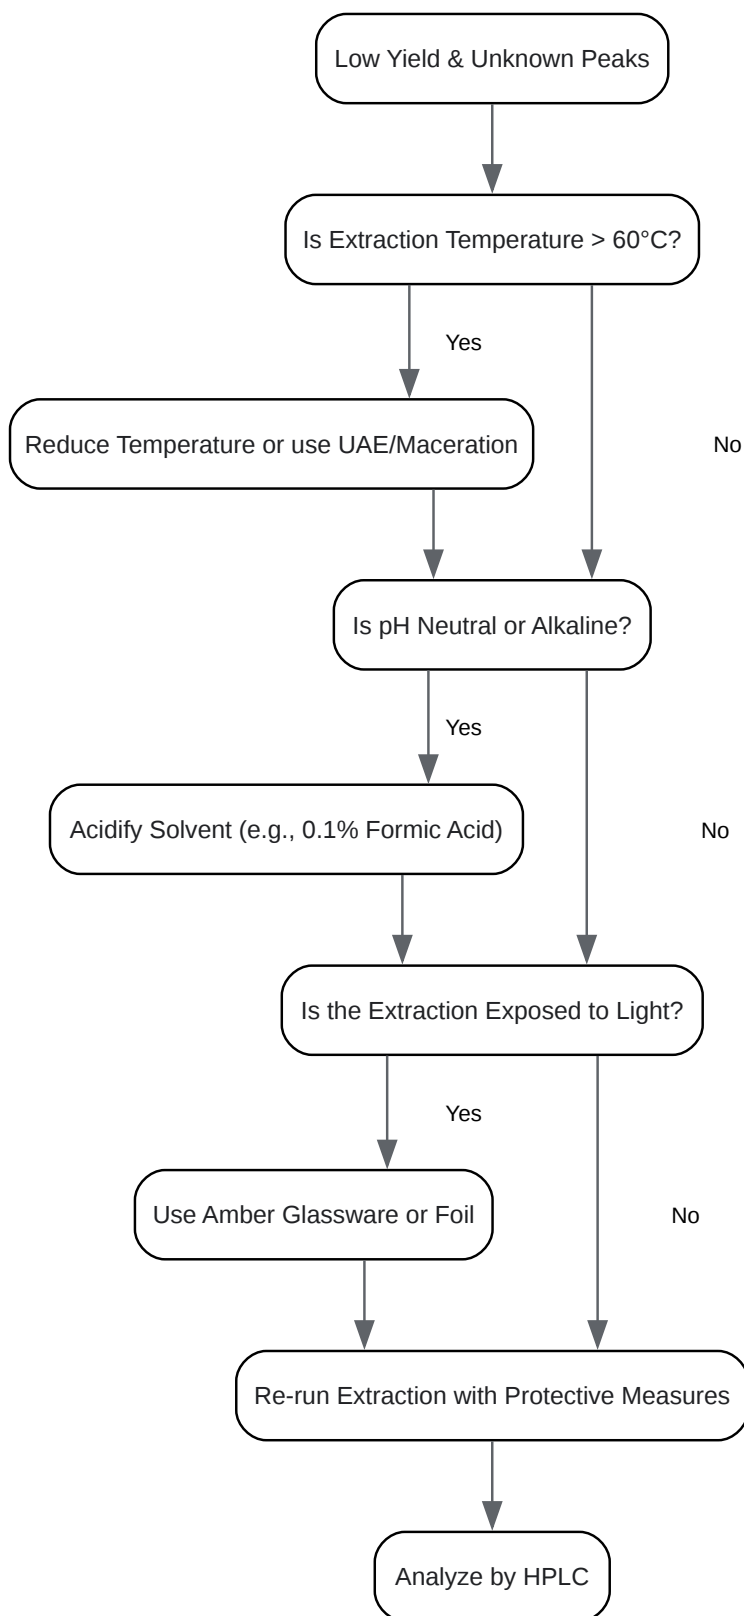 Low Yield & Unknown Peaks
Is Extraction Temperature > 60°C?
Yes
Reduce Temperature or use UAE/Maceration
No
Is pH Neutral or Alkaline?
Yes
Acidify Solvent (e.g., 0.1% Formic Acid)
No
Is the Extraction Exposed to Light?
Yes
Use Amber Glassware or Foil
No
Re-run Extraction with Protective Measures
Analyze by HPLC